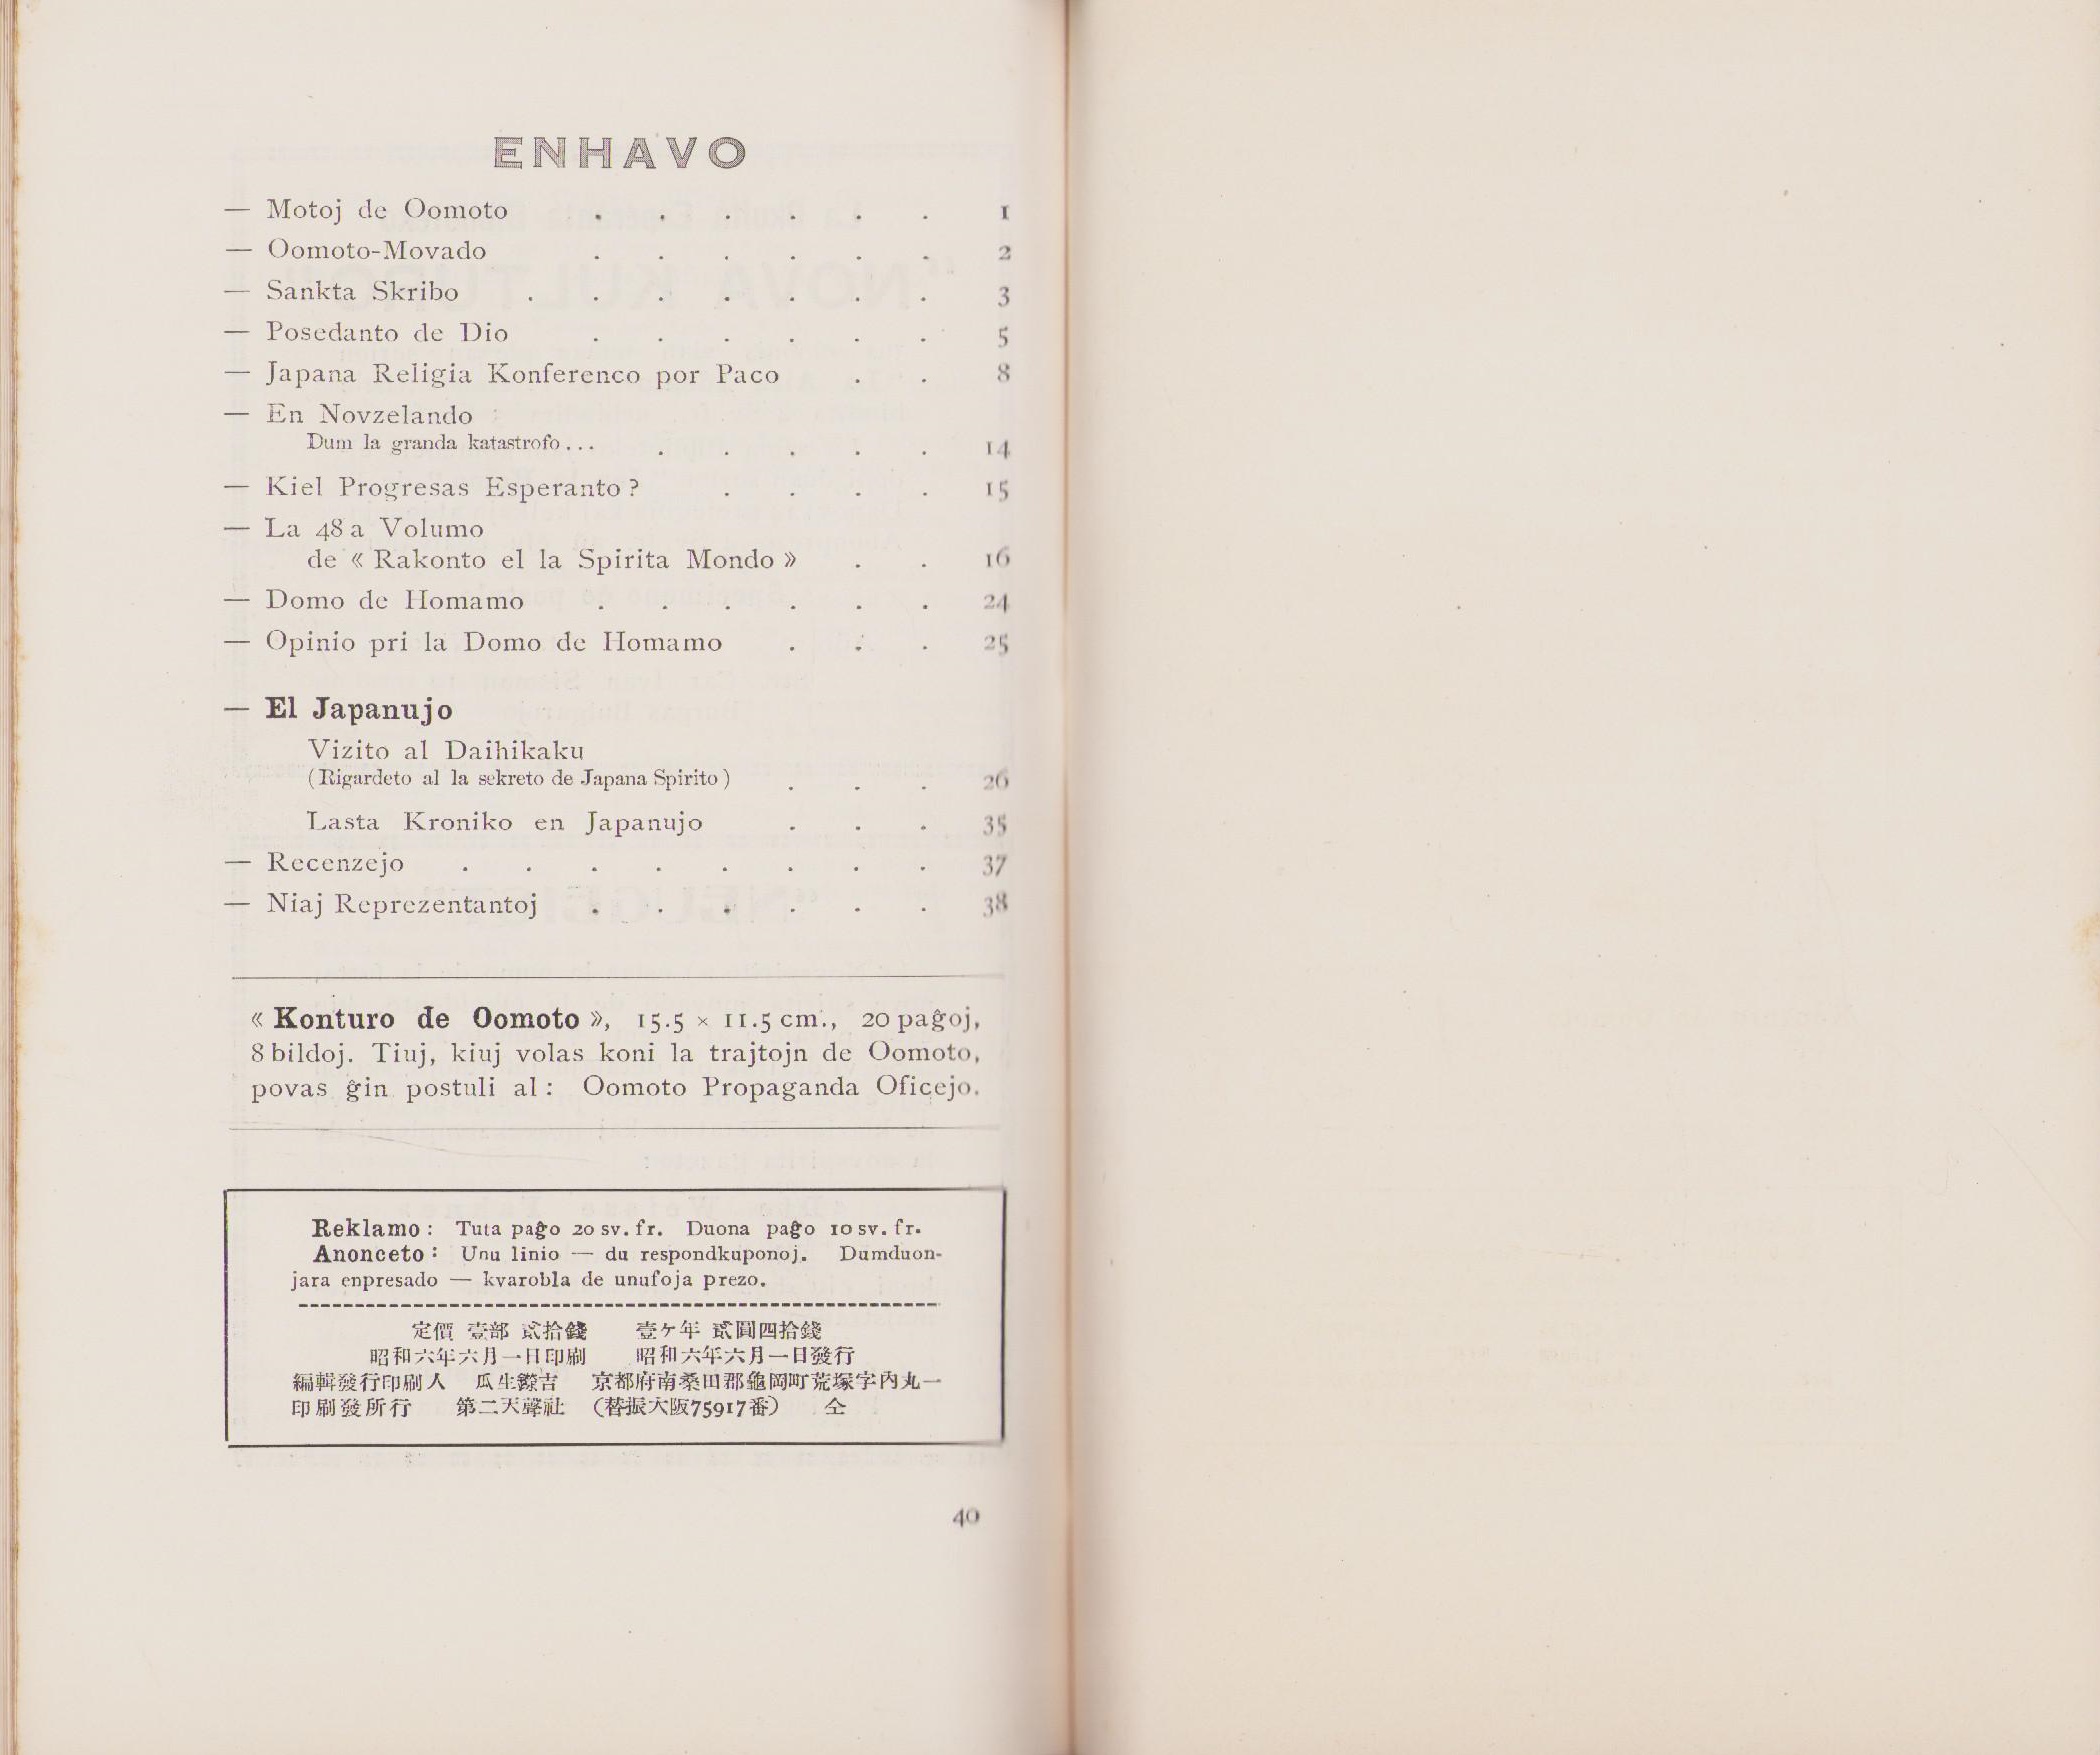 ENHAVO
— Motoj de Oomoto . . . . . . 1
— Oomoto-Movado . . . . . . 2
— Sankta Skribo . . . . . . . 3
— Posedanto de Dio . . . . . . 5
— Japana Religia Konferenco por Paco . . 8
— En Novzelando
Dum la granda katastrofo... . . . . . 14
— Kiel Progresas Esperanto? . . . . 15
— La 48a Volumo
de « Rakonto el la Spirita Mondo » . . 16
— Domo de Homamo . . . . . . 24
— Opinio pri la Domo de Homamo . . . 25
— El Japanujo
Vizito al Daihikaku
(Rigardeto al la sekreto de Japana Spirito) . . . 26
Lasta Kroniko en Japanujo . . . 35
— Recenzejo . . . . . . . . 37
— Niaj Reprezentantoj . . . . . . 38
« Konturo de Oomoto », 15.5 × 11.5 cm., 20 paĝoj,
8 bildoj. Tiuj, kiuj volas koni la trajtojn de Oomoto,
povas ĝin postuli al: Oomoto Propaganda Oficejo.
Reklamo: Tuta paĝo 20 sv. fr. Duona paĝo 10 sv. fr.
Anonceto: Unu linio — du respondkuponoj. Dumduon-
jara enpresado — kvarobla de unufoja prezo.
定價 壹部 貳拾錢 壹ケ年 貳圓四拾錢
昭和六年六月一日印刷 昭和六年六月一日發行
編輯發行印刷人 瓜生鑅吉 京都府南桑田郡龜岡町荒塚字內丸一
印刷發所行 第二天聲社 (替振大阪75917番) 仝
40